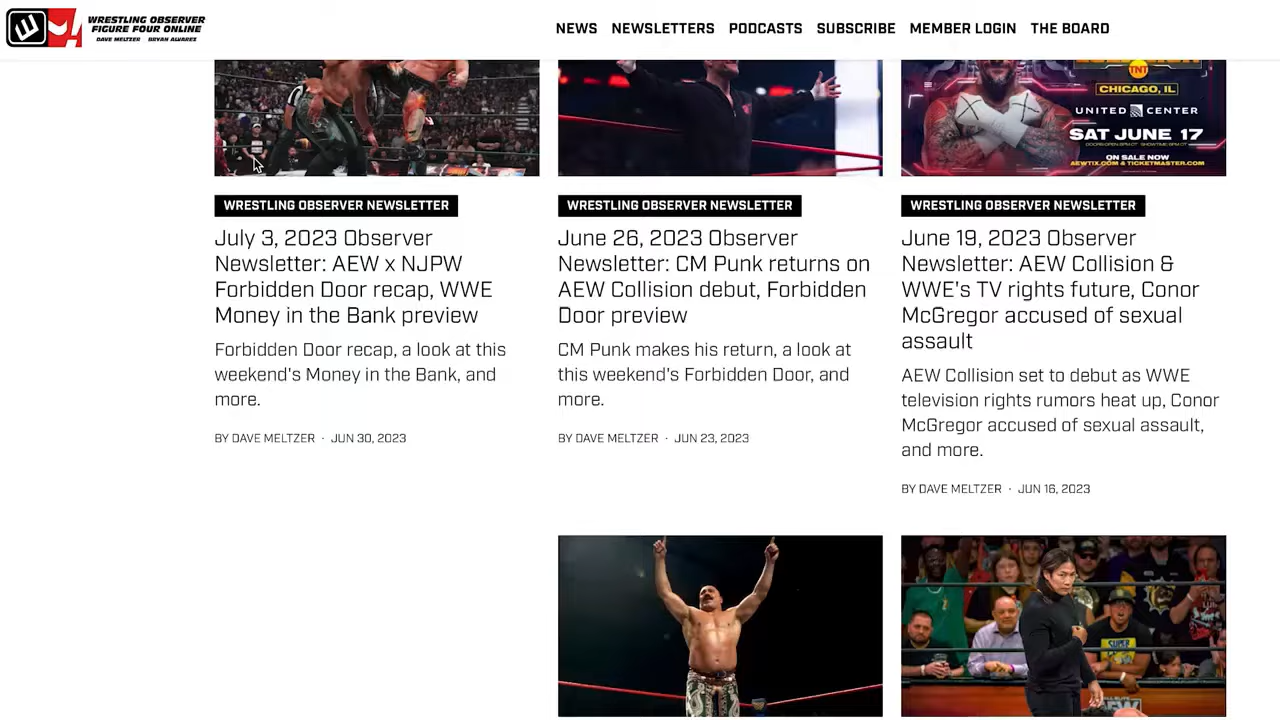 WRESTLING OBSERVER
FIGURE FOUR ONLINE
DAVE MELTZER BRYAN ALVAREZ
NEWS NEWSLETTERS PODCASTS SUBSCRIBE MEMBER LOGIN THE BOARD
TNT
CHICAGO, IL
UNITED CENTER
SAT JUNE 17
ON SALE NOW
AEWTIX.COM & TICKETMASTER.COM
WRESTLING OBSERVER NEWSLETTER
July 3, 2023 Observer
Newsletter: AEW x NJPW
Forbidden Door recap, WWE
Money in the Bank preview
Forbidden Door recap, a look at this
weekend's Money in the Bank, and
more.
BY DAVE MELTZER · JUN 30, 2023
WRESTLING OBSERVER NEWSLETTER
June 26, 2023 Observer
Newsletter: CM Punk returns on
AEW Collision debut, Forbidden
Door preview
CM Punk makes his return, a look at
this weekend's Forbidden Door, and
more.
BY DAVE MELTZER · JUN 23, 2023
WRESTLING OBSERVER NEWSLETTER
June 19, 2023 Observer
Newsletter: AEW Collision &
WWE's TV rights future, Conor
McGregor accused of sexual
assault
AEW Collision set to debut as WWE
television rights rumors heat up, Conor
McGregor accused of sexual assault,
and more.
BY DAVE MELTZER · JUN 16, 2023
SUPER
AEW